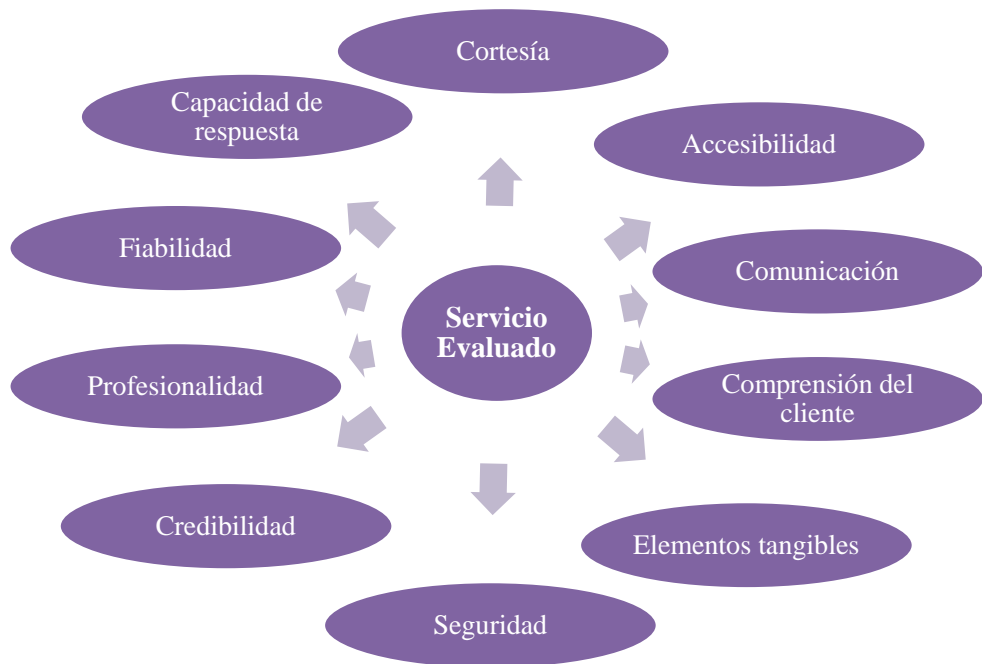 Cortesía
Capacidad de
respuesta
Accesibilidad
Fiabilidad
Comunicación
Servicio
Evaluado
Profesionalidad
Comprensión del
cliente
Credibilidad
Elementos tangibles
Seguridad